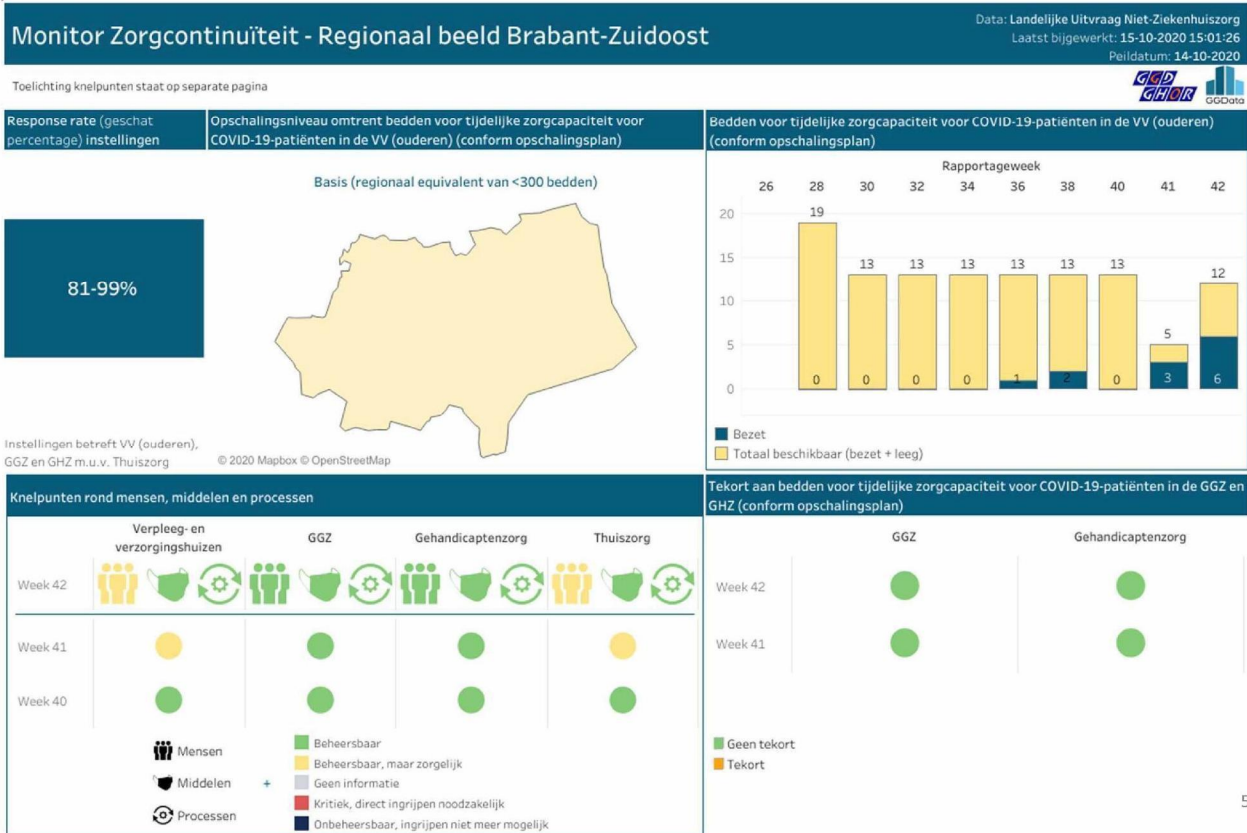 Monitor Zorgcontinuïteit - Regionaal beeld Brabant-Zuidoost
Data: Landelijke Uitvraag Niet-Ziekenhuiszorg
Laatst bijgewerkt: 15-10-2020 15:01:26
Peildatum: 14-10-2020
Toelichting knelpunten staat op separate pagina
GGD
GHOR
GGData
Response rate (geschat
percentage) instellingen
81-99%
Instellingen betreft VV (ouderen),
GGZ en GHZ m.u.v. Thuiszorg
Opschalingsniveau omtrent bedden voor tijdelijke zorgcapaciteit voor
COVID-19-patiënten in de VV (ouderen) (conform opschalingsplan)
Basis (regionaal equivalent van <300 bedden)
© 2020 Mapbox © OpenStreetMap
Bedden voor tijdelijke zorgcapaciteit voor COVID-19-patiënten in de VV (ouderen)
(conform opschalingsplan)
Rapportageweek
26 28 30 32 34 36 38 40 41 42
20
15
10
5
0
19 13 13 13 13 13 13 5 12
0 0 0 0 1 2 0 3 6
Bezet
Totaal beschikbaar (bezet + leeg)
Knelpunten rond mensen, middelen en processen
Verpleeg- en
verzorgingshuizen
GGZ
Gehandicaptenzorg
Thuiszorg
Week 42
Week 41
Week 40
Mensen
Middelen
Processen
+
Beheersbaar
Beheersbaar, maar zorgelijk
Geen informatie
Kritiek, direct ingrijpen noodzakelijk
Onbeheersbaar, ingrijpen niet meer mogelijk
Tekort aan bedden voor tijdelijke zorgcapaciteit voor COVID-19-patiënten in de GGZ en
GHZ (conform opschalingsplan)
GGZ
Gehandicaptenzorg
Week 42
Week 41
Geen tekort
Tekort
5